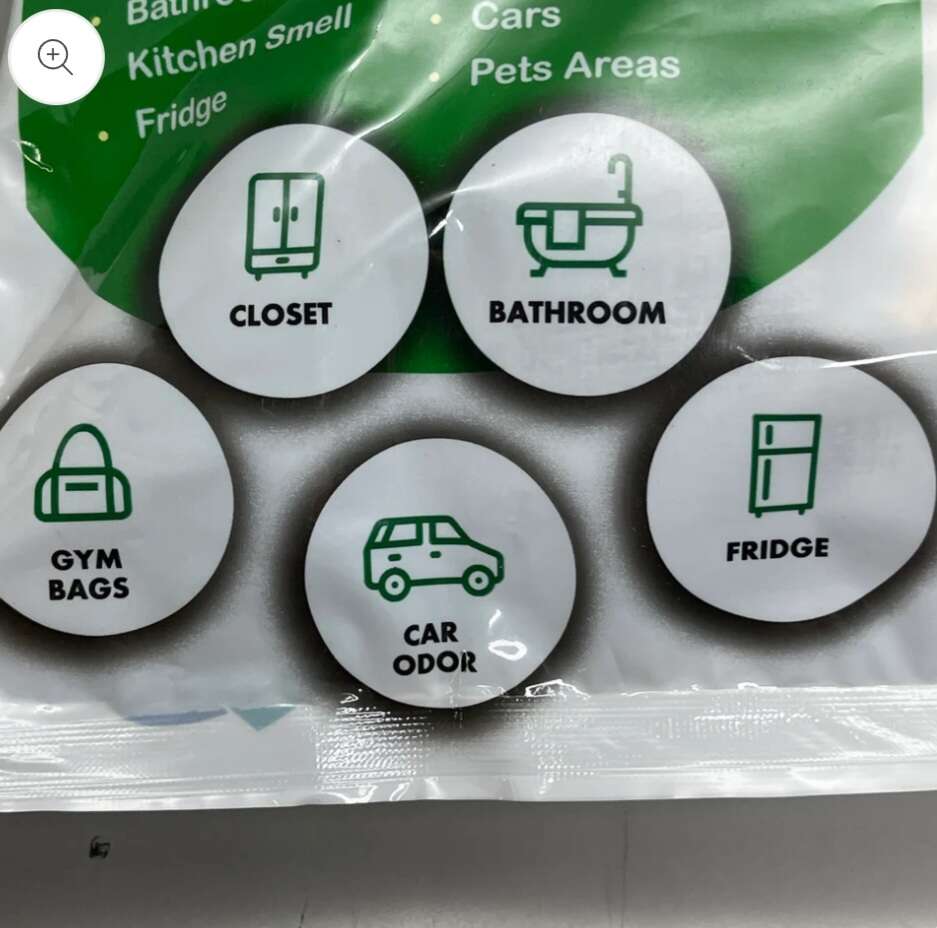 Kitchen Smell
Fridge
Cars
Pets Areas
CLOSET
BATHROOM
GYM
BAGS
CAR
ODOR
FRIDGE